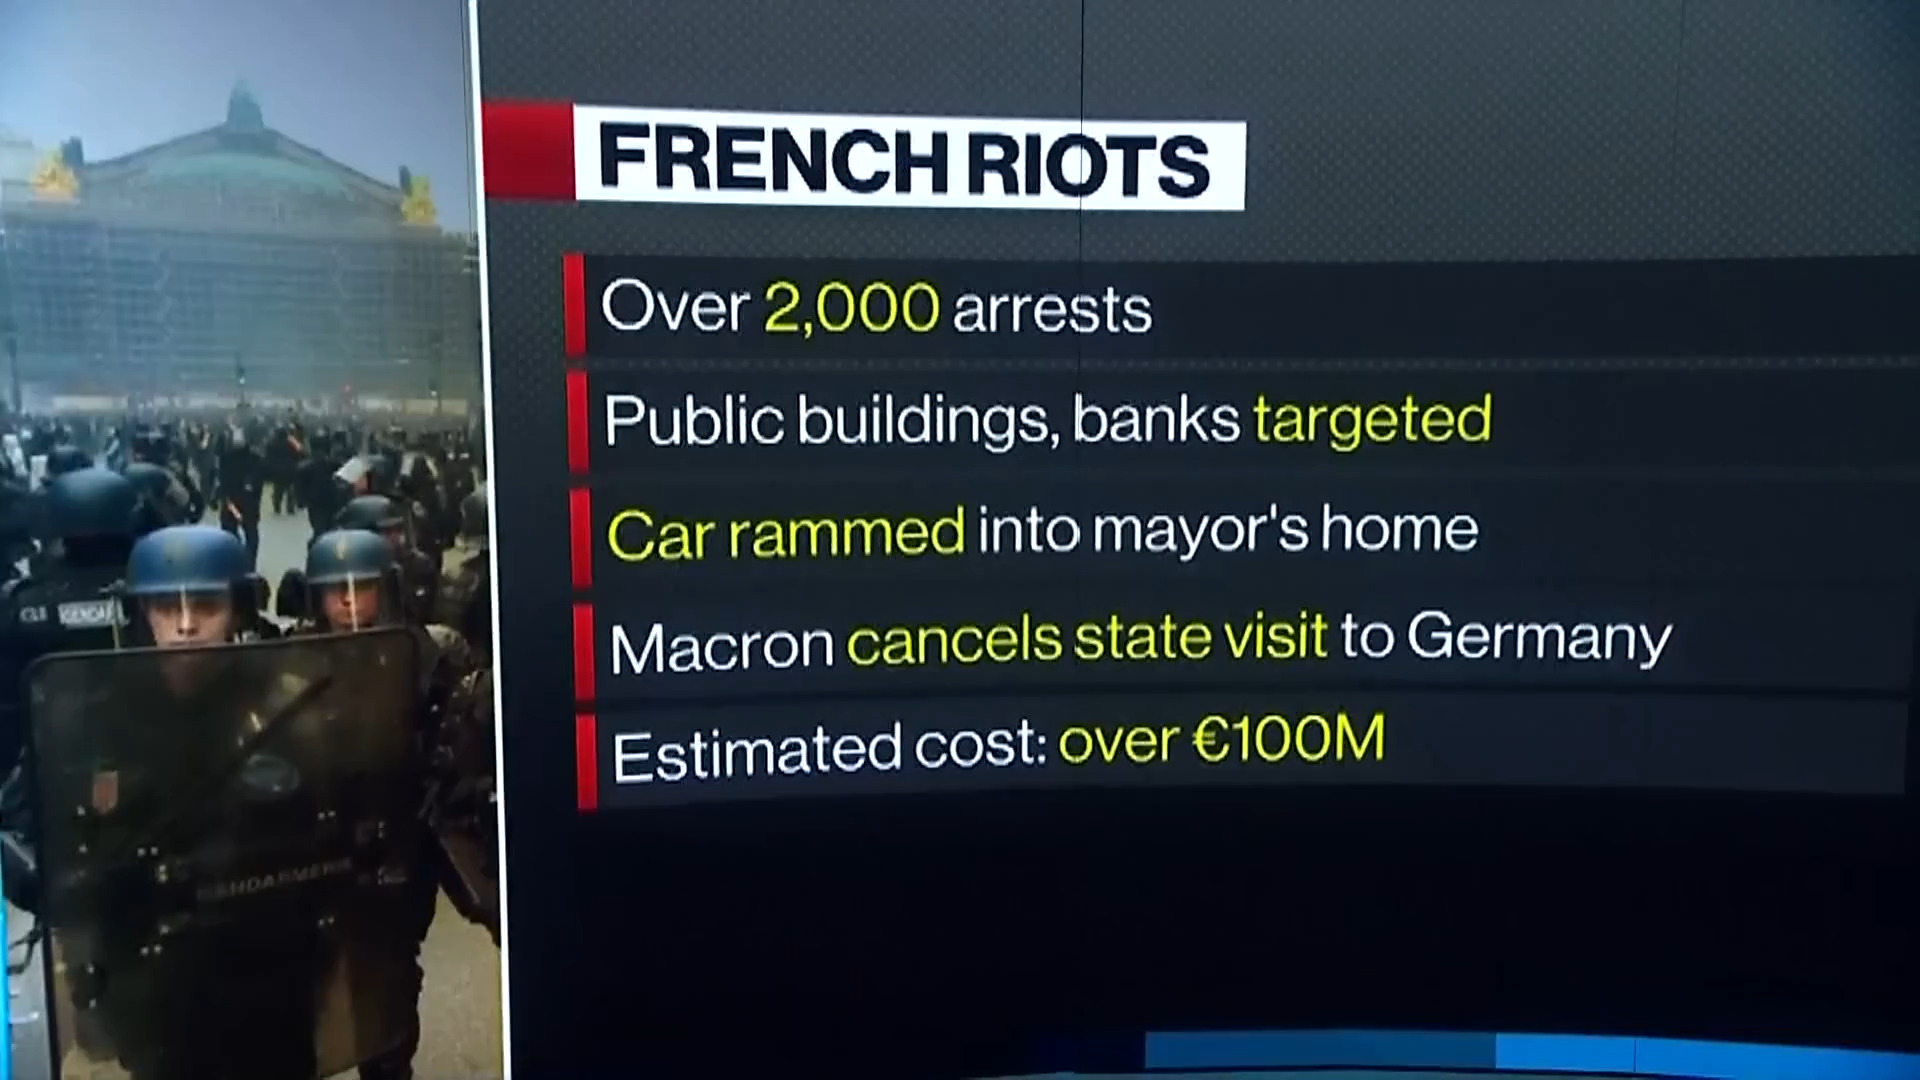 FRENCH RIOTS
Over 2,000 arrests
Public buildings, banks targeted
Car rammed into mayor's home
Macron cancels state visit to Germany
Estimated cost: over €100M
GENDARMERIE